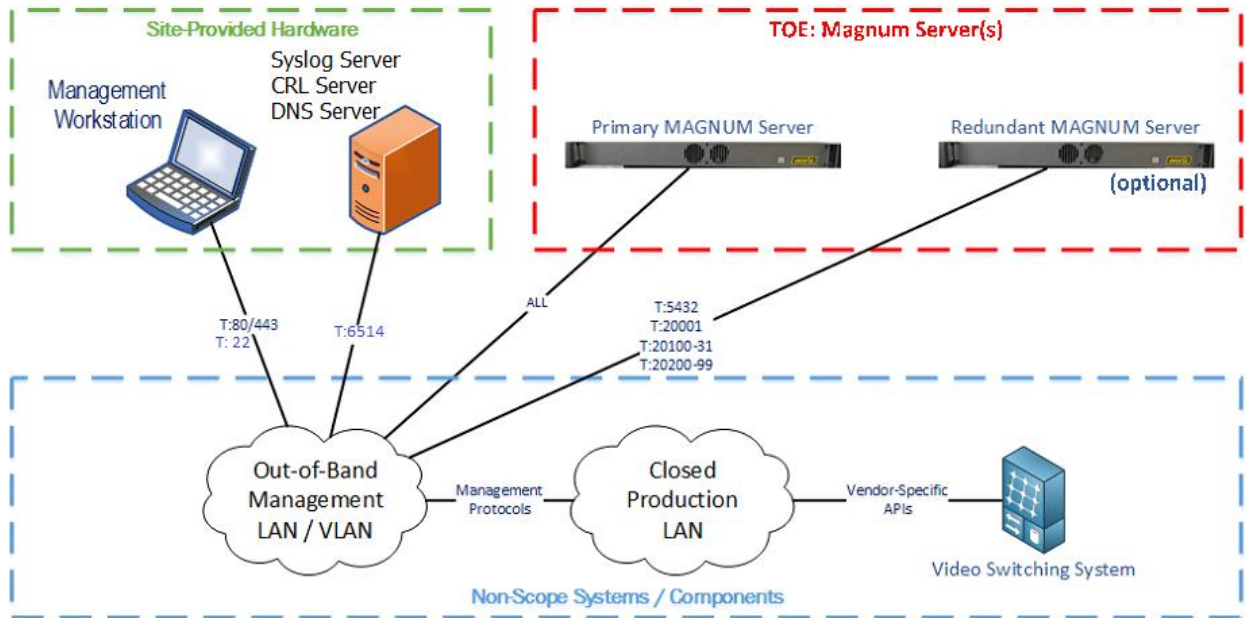 Site-Provided Hardware
Management
Workstation
Syslog Server
CRL Server
DNS Server
TOE: Magnum Server(s)
Primary MAGNUM Server
Redundant MAGNUM Server
(optional)
T:80/443
T: 22
T:6514
ALL
T:5432
T:20001
T:20100-31
T:20200-99
Out-of-Band
Management
LAN / VLAN
Management
Protocols
Closed
Production
LAN
Vendor-Specific
APIs
Video Switching System
Non-Scope Systems / Components